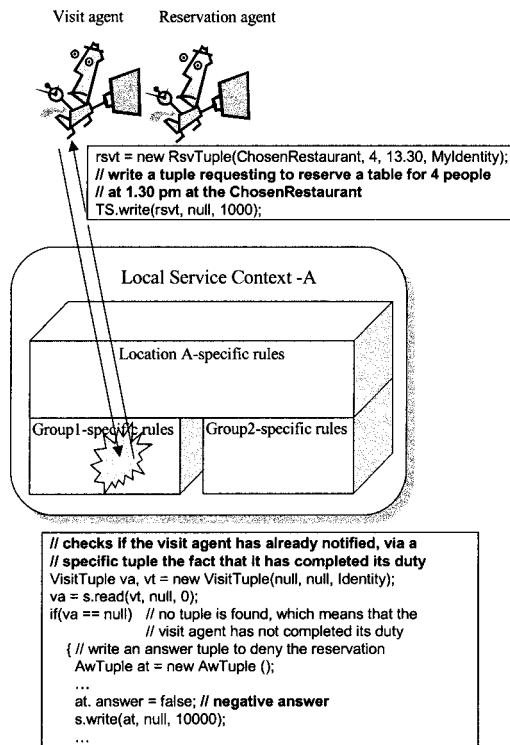 Visit agent Reservation agent
rsvt = new RsvTuple(ChosenRestaurant, 4, 13.30, MyIdentity);
// write a tuple requesting to reserve a table for 4 people
// at 1.30 pm at the ChosenRestaurant
TS.write(rsvt, null, 1000);
Local Service Context -A
Location A-specific rules
Group1-specific rules Group2-specific rules
// checks if the visit agent has already notified, via a
// specific tuple the fact that it has completed its duty
VisitTuple va, vt = new VisitTuple(null, null, Identity);
va = s.read(vt, null, 0);
if(va == null) // no tuple is found, which means that the
// visit agent has not completed its duty
{ // write an answer tuple to deny the reservation
AwTuple at = new AwTuple ();
...
at. answer = false; // negative answer
s.write(at, null, 10000);
...